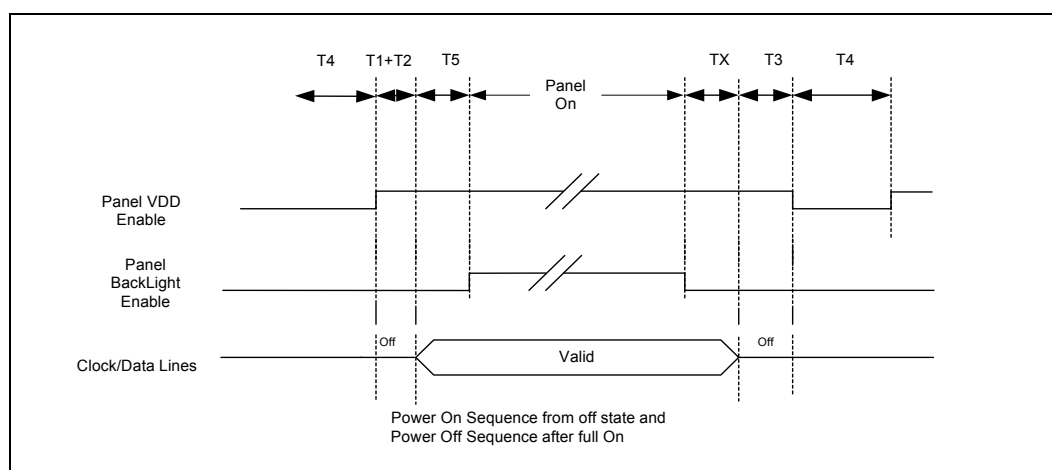 T4 T1+T2 T5 TX T3 T4
Panel
On
Panel VDD
Enable
Panel
BackLight
Enable
Off Off
Clock/Data Lines Valid
Power On Sequence from off state and
Power Off Sequence after full On